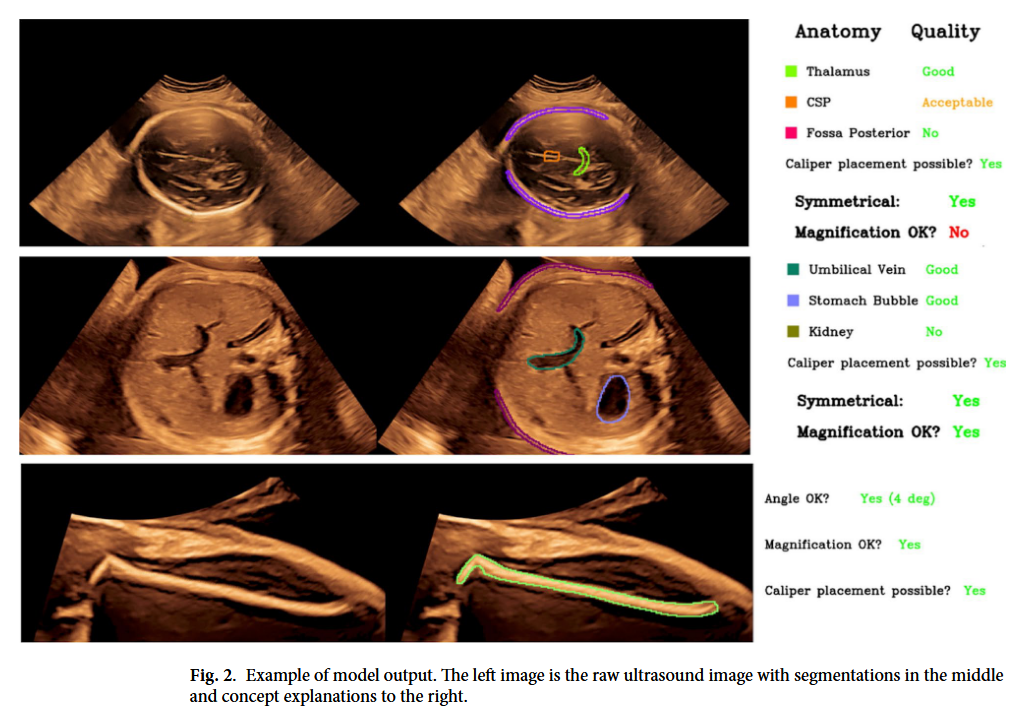 Anatomy Quality
Thalamus Good
CSP Acceptable
Fossa Posterior No
Caliper placement possible? Yes
Symmetrical: Yes
Magnification OK? No
Umbilical Vein Good
Stomach Bubble Good
Kidney No
Caliper placement possible? Yes
Symmetrical: Yes
Magnification OK? Yes
Angle OK? Yes (4 deg)
Magnification OK? Yes
Caliper placement possible? Yes
Fig. 2. Example of model output. The left image is the raw ultrasound image with segmentations in the middle
and concept explanations to the right.